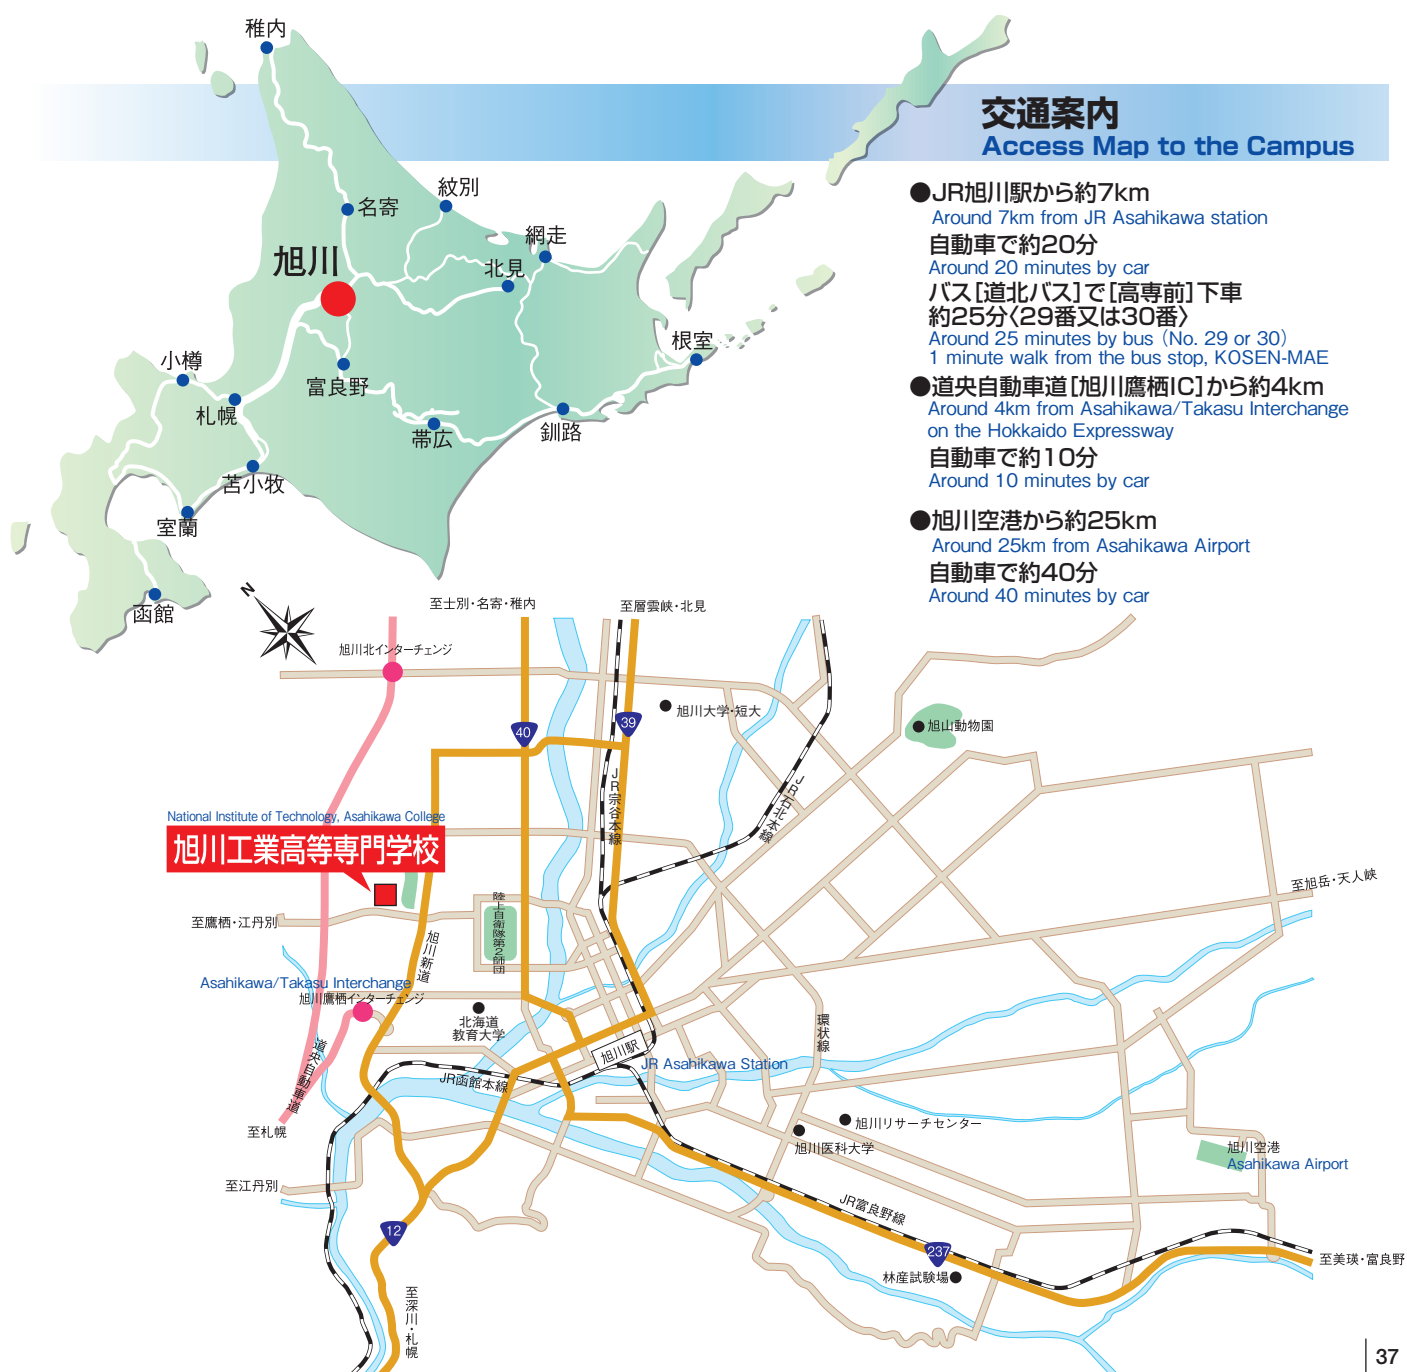 稚内
交通案内
Access Map to the Campus
名寄
紋別
網走
旭川
北見
根室
小樽
富良野
札幌
帯広
釧路
苫小牧
室蘭
函館
●JR旭川駅から約7km
Around 7km from JR Asahikawa station
自動車で約20分
Around 20 minutes by car
バス[道北バス]で[高専前]下車
約25分〈29番又は30番〉
Around 25 minutes by bus (No. 29 or 30)
1 minute walk from the bus stop, KOSEN-MAE
●道央自動車道[旭川鷹栖IC]から約4km
Around 4km from Asahikawa/Takasu Interchange
on the Hokkaido Expressway
自動車で約10分
Around 10 minutes by car
●旭川空港から約25km
Around 25km from Asahikawa Airport
自動車で約40分
Around 40 minutes by car
N
至士別・名寄・稚内
至層雲峡・北見
旭川北インターチェンジ
旭川大学・短大
39
40
旭山動物園
JR宗谷本線
JR石北本線
National Institute of Technology, Asahikawa College
旭川工業高等専門学校
至旭岳・天人峡
陸上自衛隊第2師団
至鷹栖・江丹別
旭川新道
Asahikawa/Takasu Interchange
旭川鷹栖インターチェンジ
北海道
教育大学
環状線
旭川駅
JR Asahikawa Station
道央自動車道
JR函館本線
至札幌
旭川リサーチセンター
旭川医科大学
旭川空港
Asahikawa Airport
至江丹別
JR富良野線
12
237
林産試験場
至美瑛・富良野
至深川・札幌
37